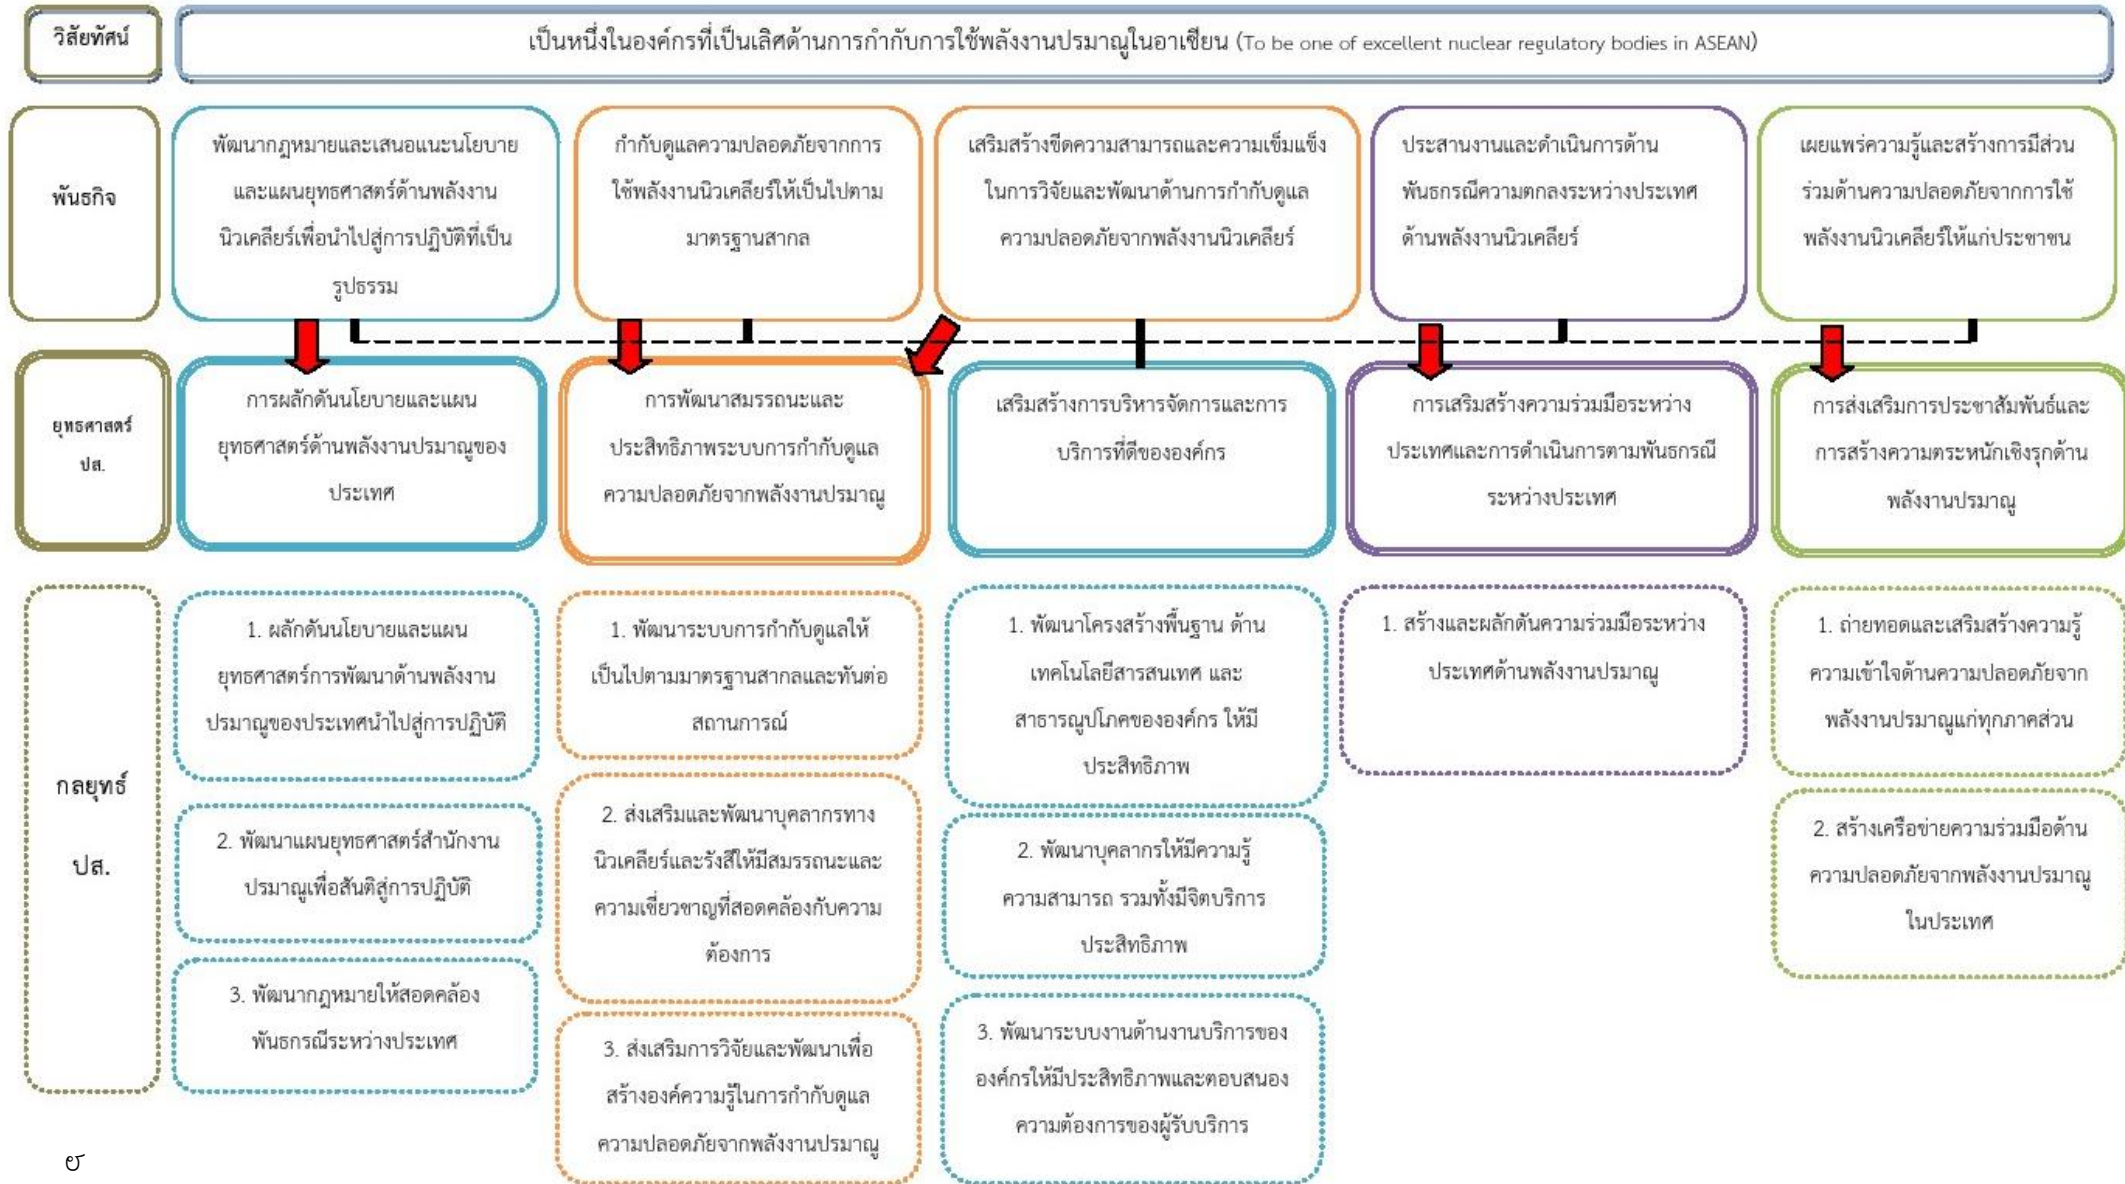 วิสัยทัศน์
เป็นหนึ่งในองค์กรที่เป็นเลิศด้านการกำกับการใช้พลังงานปรมาณูในอาเซียน (To be one of excellent nuclear regulatory bodies in ASEAN)
พันธกิจ
พัฒนากฎหมายและเสนอแนะนโยบาย
และแผนยุทธศาสตร์ด้านพลังงาน
นิวเคลียร์เพื่อนำไปสู่การปฏิบัติที่เป็น
รูปธรรม
กำกับดูแลความปลอดภัยจากการ
ใช้พลังงานนิวเคลียร์ให้เป็นไปตาม
มาตรฐานสากล
เสริมสร้างขีดความสามารถและความเข็มแข็ง
ในการวิจัยและพัฒนาด้านการกำกับดูแล
ความปลอดภัยจากพลังงานนิวเคลียร์
ประสานงานและดำเนินการด้าน
พันธกรณีความตกลงระหว่างประเทศ
ด้านพลังงานนิวเคลียร์
เผยแพร่ความรู้และสร้างการมีส่วน
ร่วมด้านความปลอดภัยจากการใช้
พลังงานนิวเคลียร์ให้แก่ประชาชน
ยุทธศาสตร์
ปส.
การผลักดันนโยบายและแผน
ยุทธศาสตร์ด้านพลังงานปรมาณูของ
ประเทศ
การพัฒนาสมรรถนะและ
ประสิทธิภาพระบบการกำกับดูแล
ความปลอดภัยจากพลังงานปรมาณู
เสริมสร้างการบริหารจัดการและการ
บริการที่ดีขององค์กร
การเสริมสร้างความร่วมมือระหว่าง
ประเทศและการดำเนินการตามพันธกรณี
ระหว่างประเทศ
การส่งเสริมการประชาสัมพันธ์และ
การสร้างความตระหนักเชิงรุกด้าน
พลังงานปรมาณู
กลยุทธ์
ปส.
1. ผลักดันนโยบายและแผน
ยุทธศาสตร์การพัฒนาด้านพลังงาน
ปรมาณูของประเทศนำไปสู่การปฏิบัติ
2. พัฒนาแผนยุทธศาสตร์สำนักงาน
ปรมาณูเพื่อสันติสู่การปฏิบัติ
3. พัฒนากฎหมายให้สอดคล้อง
พันธกรณีระหว่างประเทศ
1. พัฒนาระบบการกำกับดูแลให้
เป็นไปตามมาตรฐานสากลและทันต่อ
สถานการณ์
2. ส่งเสริมและพัฒนาบุคลากรทาง
นิวเคลียร์และรังสีให้มีสมรรถนะและ
ความเชี่ยวชาญที่สอดคล้องกับความ
ต้องการ
3. ส่งเสริมการวิจัยและพัฒนาเพื่อ
สร้างองค์ความรู้ในการกำกับดูแล
ความปลอดภัยจากพลังงานปรมาณู
1. พัฒนาโครงสร้างพื้นฐาน ด้าน
เทคโนโลยีสารสนเทศ และ
สาธารณูปโภคขององค์กร ให้มี
ประสิทธิภาพ
2. พัฒนาบุคลากรให้มีความรู้
ความสามารถ รวมทั้งมีจิตบริการ
ประสิทธิภาพ
3. พัฒนาระบบงานด้านงานบริการของ
องค์กรให้มีประสิทธิภาพและตอบสนอง
ความต้องการของผู้รับบริการ
1. สร้างและผลักดันความร่วมมือระหว่าง
ประเทศด้านพลังงานปรมาณู
1. ถ่ายทอดและเสริมสร้างความรู้
ความเข้าใจด้านความปลอดภัยจาก
พลังงานปรมาณูแก่ทุกภาคส่วน
2. สร้างเครือข่ายความร่วมมือด้าน
ความปลอดภัยจากพลังงานปรมาณู
ในประเทศ